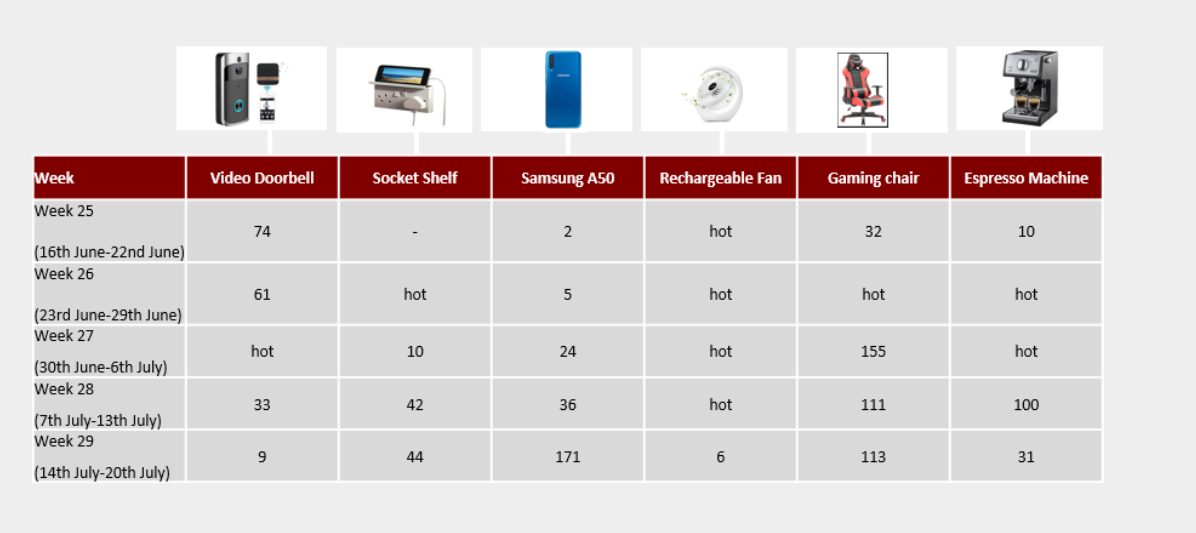 SAMSUNG
Week Video Doorbell Socket Shelf Samsung A50 Rechargeable Fan Gaming chair Espresso Machine
Week 25
74 - 2 hot 32 10
(16th June-22nd June)
Week 26
61 hot 5 hot hot hot
(23rd June-29th June)
Week 27
hot 10 24 hot 155 hot
(30th June-6th July)
Week 28
33 42 36 hot 111 100
(7th July-13th July)
Week 29
9 44 171 6 113 31
(14th July-20th July)